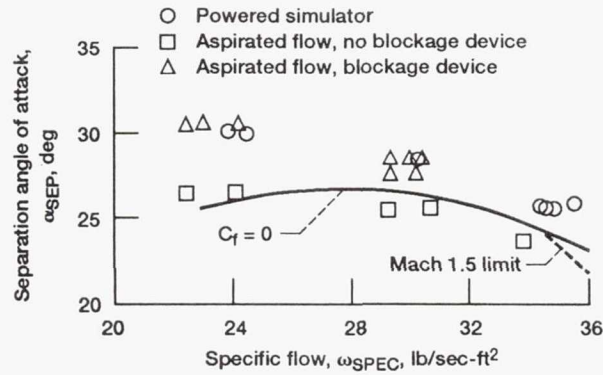 Powered simulator
Aspirated flow, no blockage device
Aspirated flow, blockage device
Separation angle of attack,
αSEP, deg
35
30
25
20
Cf = 0
Mach 1.5 limit
20 24 28 32 36
Specific flow, ωSPEC, lb/sec-ft²